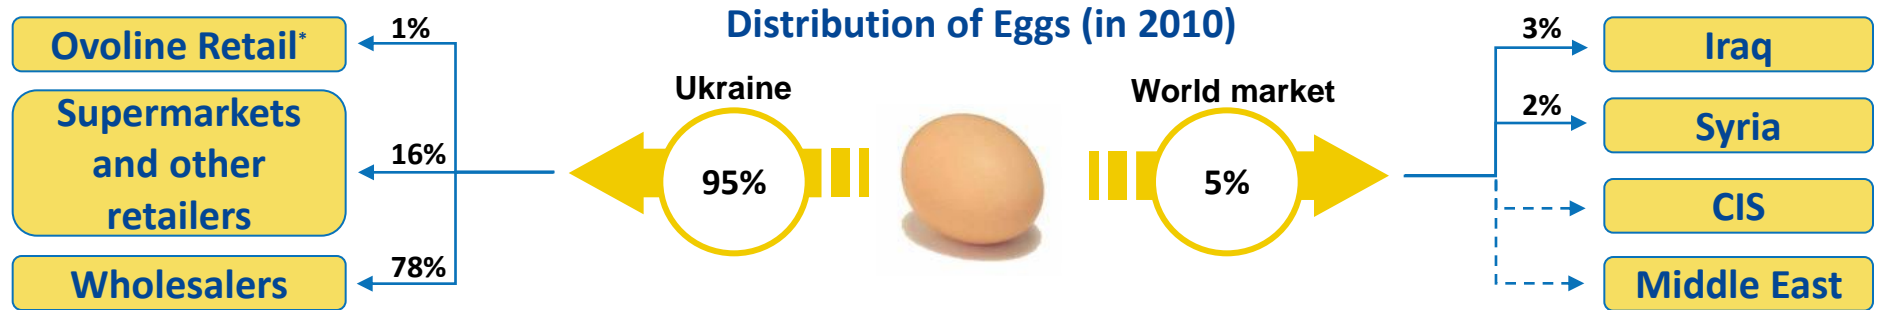 Distribution of Eggs (in 2010)
Ovoline Retail*
1%
Supermarkets
and other
retailers
16%
Wholesalers
78%
Ukraine
95%
World market
5%
3%
Iraq
2%
Syria
CIS
Middle East